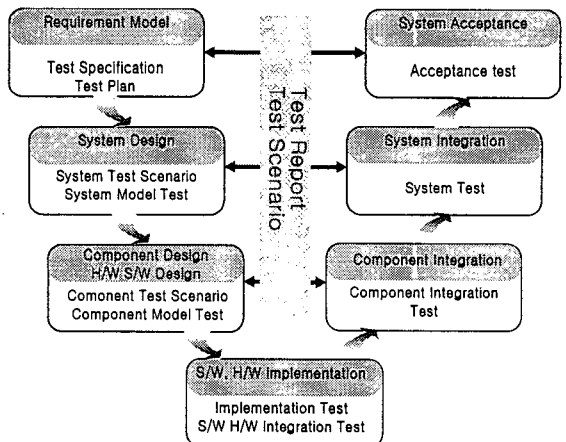 Requirement Model
Test Specification
Test Plan
System Design
System Test Scenario
System Model Test
Component Design
H/W S/W Design
Comonent Test Scenario
Component Model Test
S/W, H/W Implementation
Implementation Test
S/W H/W Integration Test
Test Report
Test Scenario
System Acceptance
Acceptance test
System Integration
System Test
Component Integration
Component Integration
Test